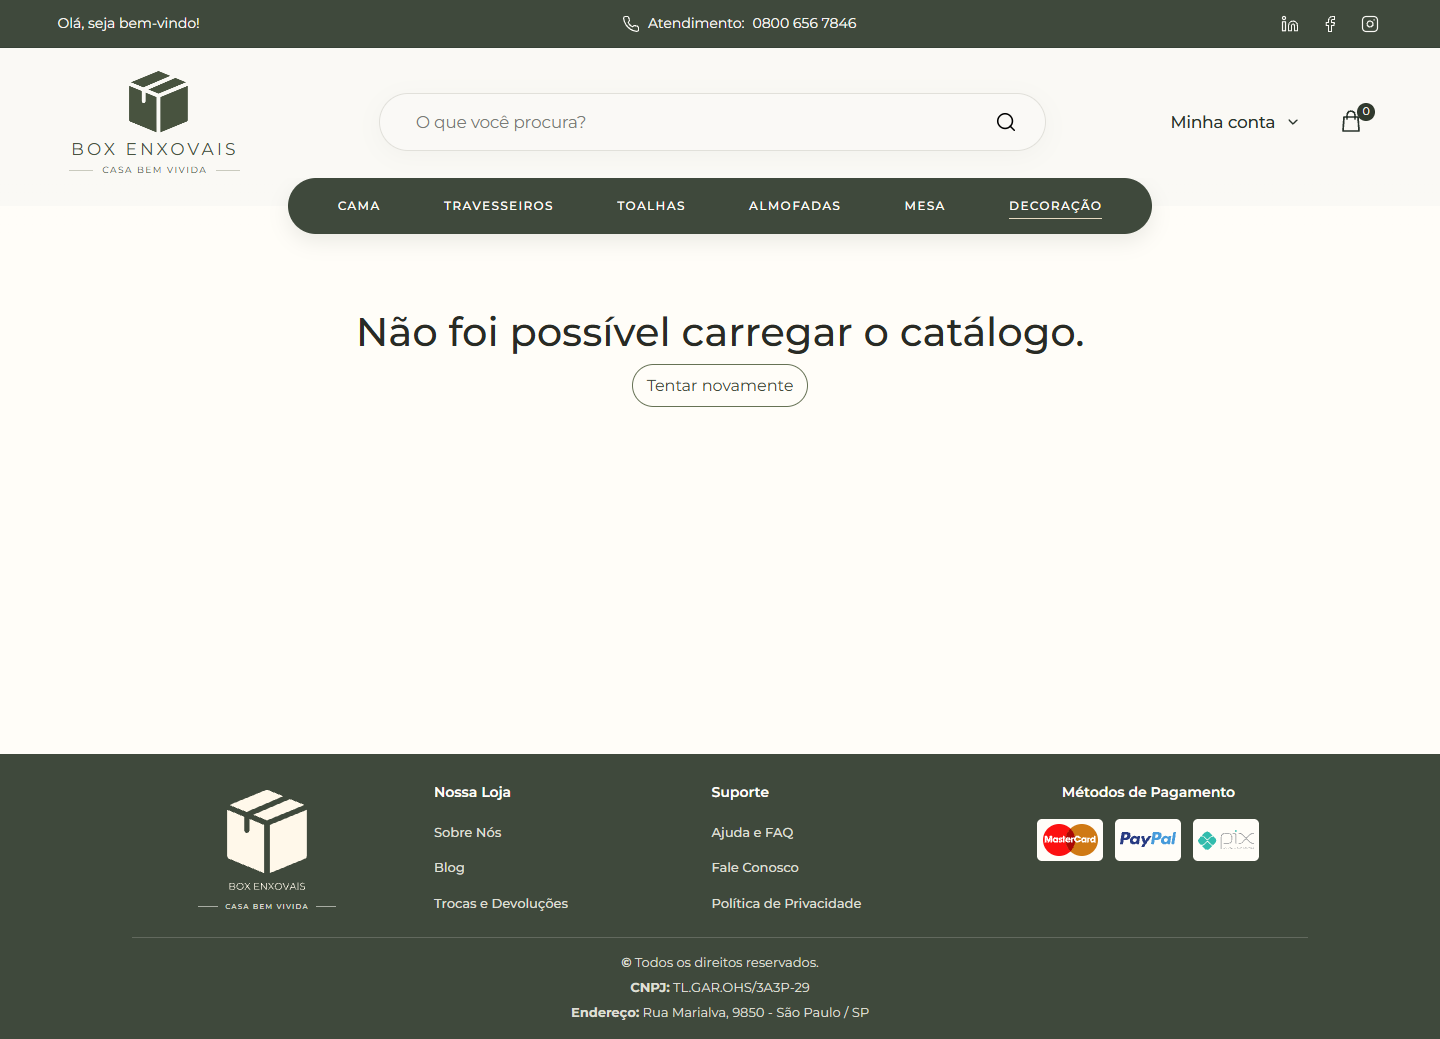 Olá, seja bem-vindo!
Atendimento: 0800 656 7846
BOX ENXOVAIS
CASA BEM VIVIDA
O que você procura?
Minha conta
0
CAMA TRAVESSEIROS TOALHAS ALMOFADAS MESA DECORAÇÃO
Não foi possível carregar o catálogo.
Tentar novamente
BOX ENXOVAIS
CASA BEM VIVIDA
Nossa Loja
Sobre Nós
Blog
Trocas e Devoluções
Suporte
Ajuda e FAQ
Fale Conosco
Política de Privacidade
Métodos de Pagamento
MasterCard PayPal pix
© Todos os direitos reservados.
CNPJ: TL.GAR.OHS/3A3P-29
Endereço: Rua Marialva, 9850 - São Paulo / SP